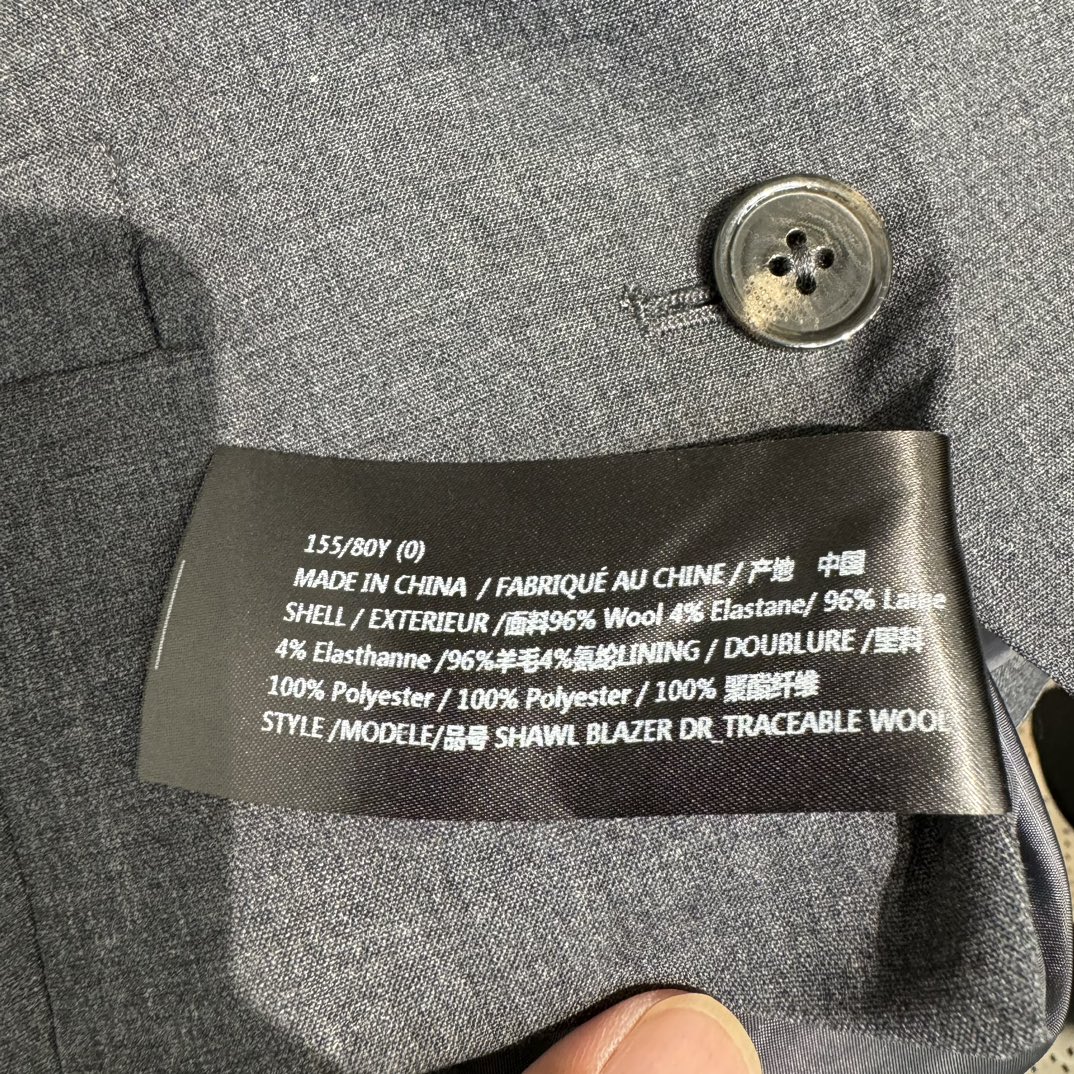 155/80Y (0)
MADE IN CHINA / FABRIQUÉ AU CHINE / 产地 中国
SHELL / EXTERIEUR /面料96% Wool 4% Elastane/ 96% Laine
4% Elasthanne /96%羊毛4%氨纶LINING / DOUBLURE /里料
100% Polyester / 100% Polyester / 100% 聚酯纤维
STYLE /MODELE/品号 SHAWL BLAZER DR_TRACEABLE WOOL